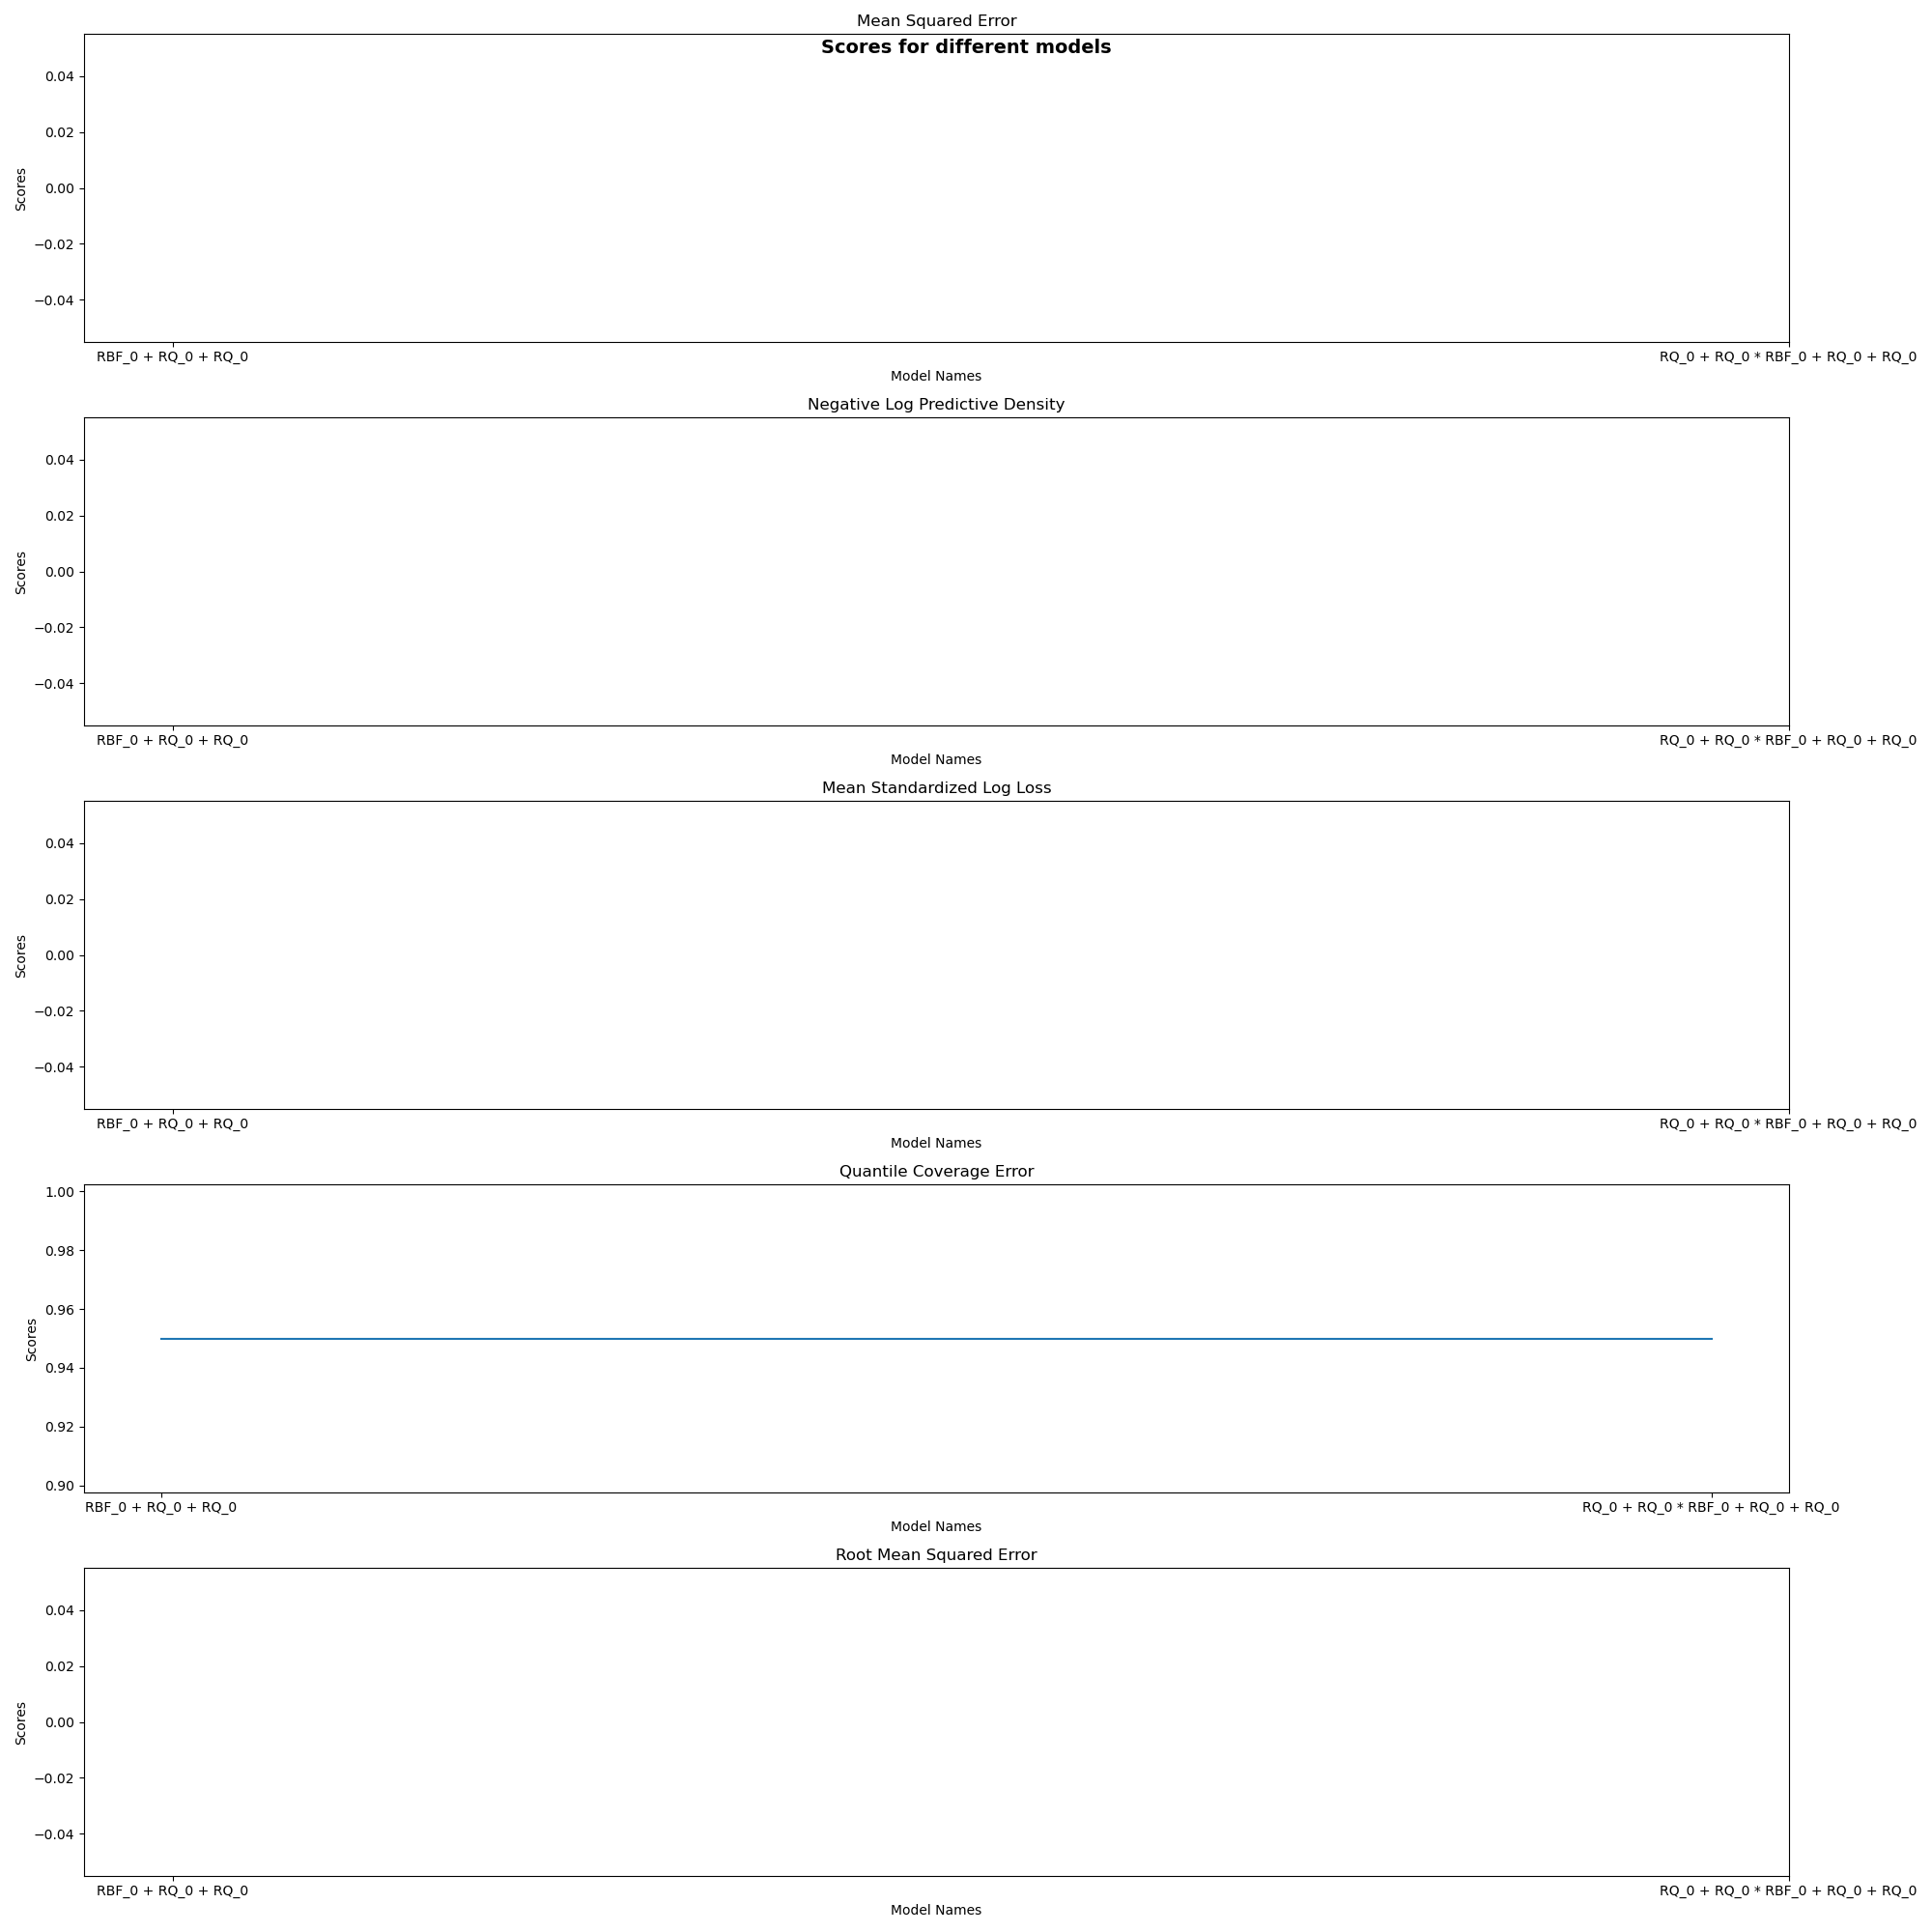 Mean Squared Error
Scores for different models
0.04
0.02
0.00
−0.02
−0.04
Scores
RBF_0 + RQ_0 + RQ_0
RQ_0 + RQ_0 * RBF_0 + RQ_0 + RQ_0
Model Names
Negative Log Predictive Density
0.04
0.02
0.00
−0.02
−0.04
Scores
RBF_0 + RQ_0 + RQ_0
RQ_0 + RQ_0 * RBF_0 + RQ_0 + RQ_0
Model Names
Mean Standardized Log Loss
0.04
0.02
0.00
−0.02
−0.04
Scores
RBF_0 + RQ_0 + RQ_0
RQ_0 + RQ_0 * RBF_0 + RQ_0 + RQ_0
Model Names
Quantile Coverage Error
1.00
0.98
0.96
0.94
0.92
0.90
Scores
RBF_0 + RQ_0 + RQ_0
RQ_0 + RQ_0 * RBF_0 + RQ_0 + RQ_0
Model Names
Root Mean Squared Error
0.04
0.02
0.00
−0.02
−0.04
Scores
RBF_0 + RQ_0 + RQ_0
RQ_0 + RQ_0 * RBF_0 + RQ_0 + RQ_0
Model Names